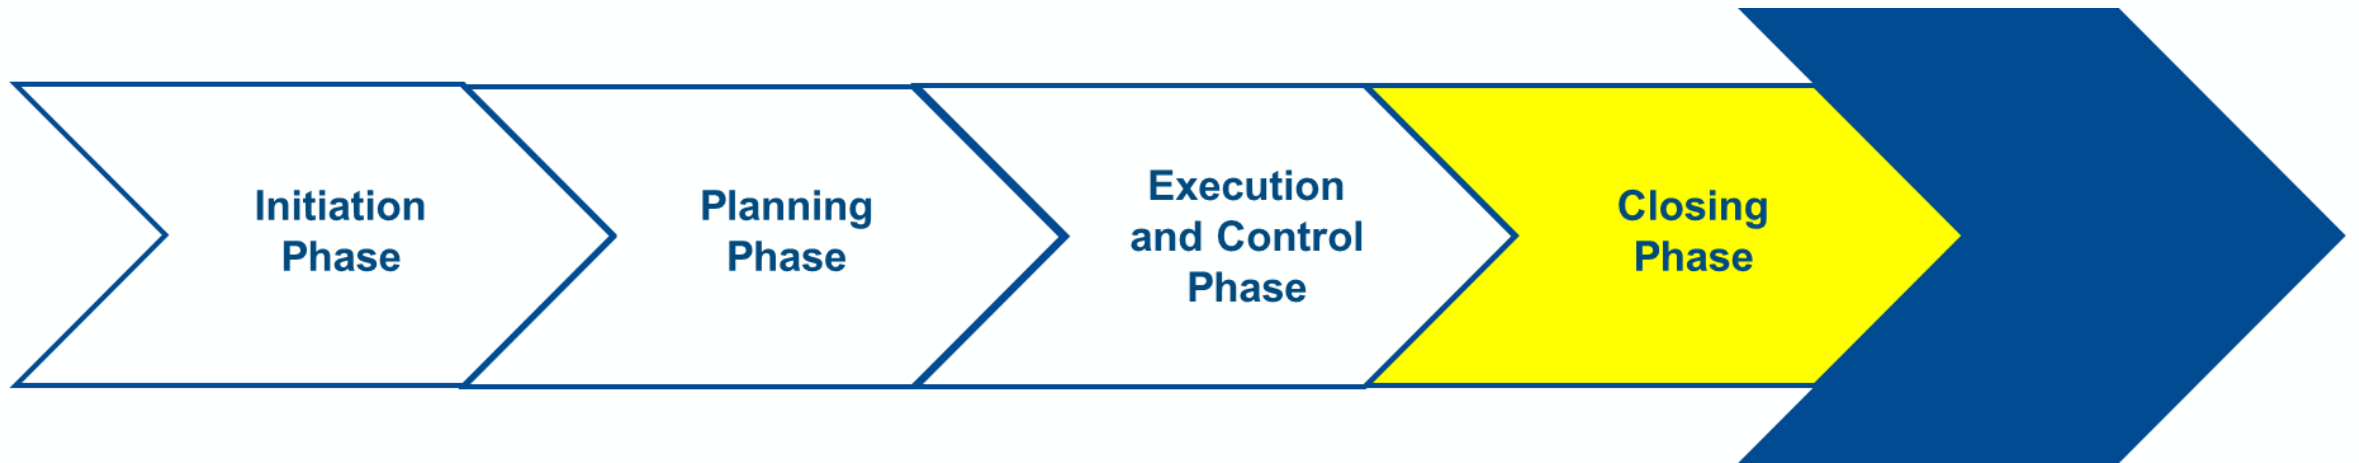 Initiation
Phase
Planning
Phase
Execution
and Control
Phase
Closing
Phase